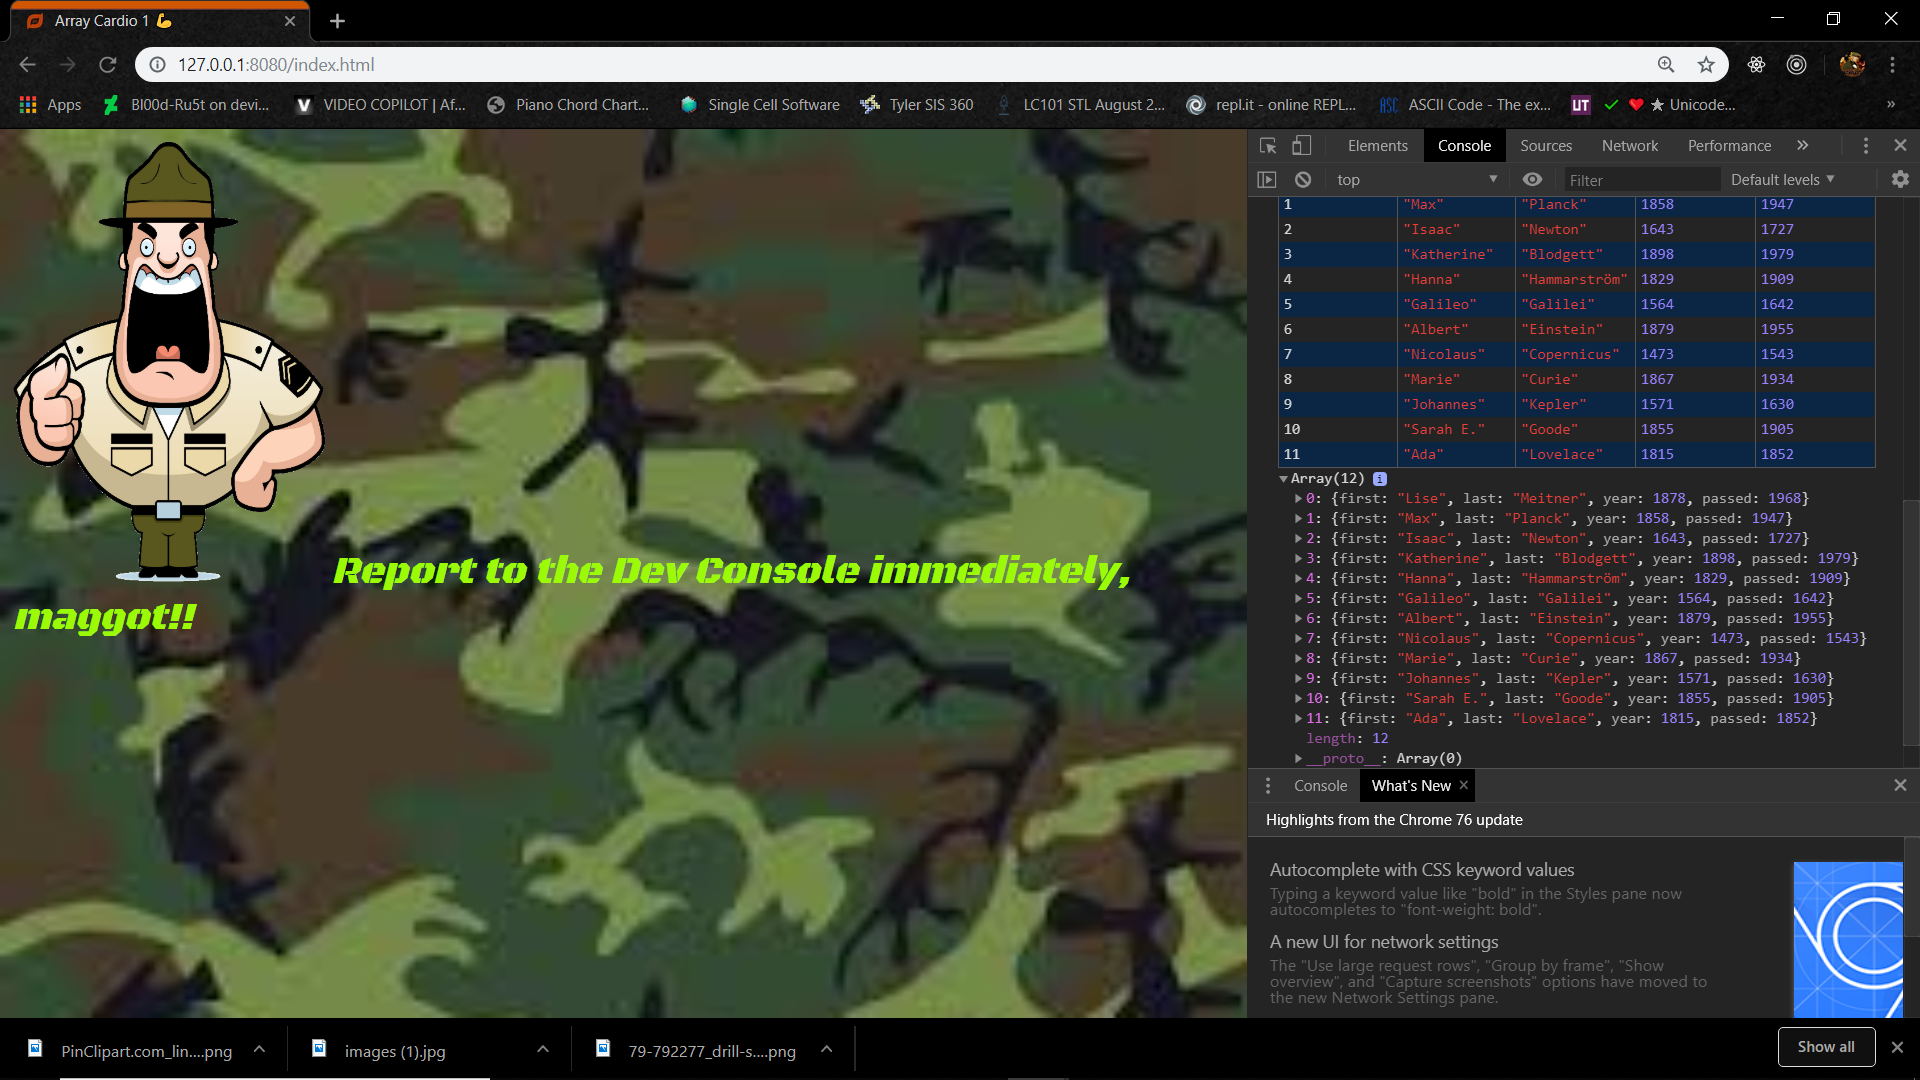 Array Cardio 1 💪
127.0.0.1:8080/index.html
Apps
Bl00d-Ru5t on devi...
VIDEO COPILOT | Af...
Piano Chord Chart...
Single Cell Software
Tyler SIS 360
LC101 STL August 2...
repl.it - online REPL...
ASC
ASCII Code - The ex...
UT
✓ ❤ ★ Unicode...
Elements Console Sources Network Performance »
top Filter Default levels
1 "Max" "Planck" 1858 1947
2 "Isaac" "Newton" 1643 1727
3 "Katherine" "Blodgett" 1898 1979
4 "Hanna" "Hammarström" 1829 1909
5 "Galileo" "Galilei" 1564 1642
6 "Albert" "Einstein" 1879 1955
7 "Nicolaus" "Copernicus" 1473 1543
8 "Marie" "Curie" 1867 1934
9 "Johannes" "Kepler" 1571 1630
10 "Sarah E." "Goode" 1855 1905
11 "Ada" "Lovelace" 1815 1852
Array(12) i
0: {first: "Lise", last: "Meitner", year: 1878, passed: 1968}
1: {first: "Max", last: "Planck", year: 1858, passed: 1947}
2: {first: "Isaac", last: "Newton", year: 1643, passed: 1727}
3: {first: "Katherine", last: "Blodgett", year: 1898, passed: 1979}
4: {first: "Hanna", last: "Hammarström", year: 1829, passed: 1909}
5: {first: "Galileo", last: "Galilei", year: 1564, passed: 1642}
6: {first: "Albert", last: "Einstein", year: 1879, passed: 1955}
7: {first: "Nicolaus", last: "Copernicus", year: 1473, passed: 1543}
8: {first: "Marie", last: "Curie", year: 1867, passed: 1934}
9: {first: "Johannes", last: "Kepler", year: 1571, passed: 1630}
10: {first: "Sarah E.", last: "Goode", year: 1855, passed: 1905}
11: {first: "Ada", last: "Lovelace", year: 1815, passed: 1852}
length: 12
__proto__: Array(0)
Report to the Dev Console immediately,
maggot!!
Console What's New
Highlights from the Chrome 76 update
Autocomplete with CSS keyword values
Typing a keyword value like "bold" in the Styles pane now
autocompletes to "font-weight: bold".
A new UI for network settings
The "Use large request rows", "Group by frame", "Show
overview", and "Capture screenshots" options have moved to
the new Network Settings pane.
PinClipart.com_lin....png
images (1).jpg
79-792277_drill-s....png
Show all